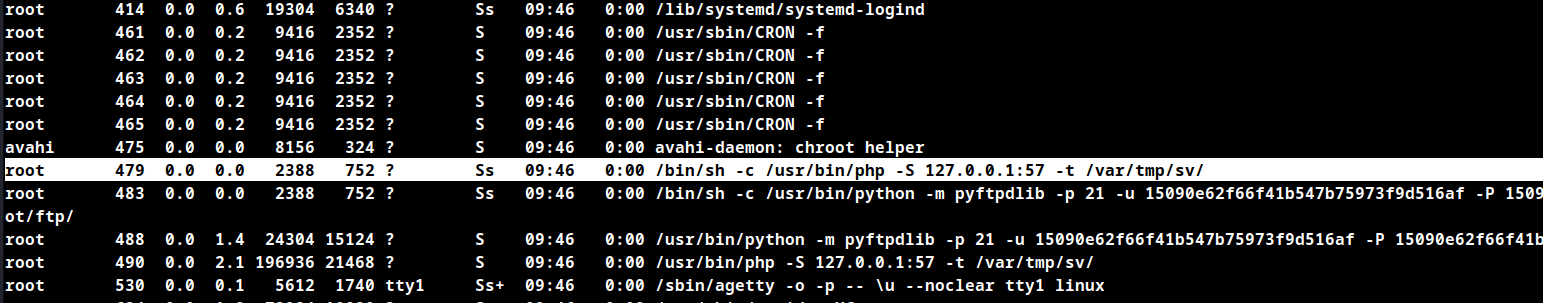 root 414 0.0 0.6 19304 6340 ? Ss 09:46 0:00 /lib/systemd/systemd-logind
root 461 0.0 0.2 9416 2352 ? S 09:46 0:00 /usr/sbin/CRON -f
root 462 0.0 0.2 9416 2352 ? S 09:46 0:00 /usr/sbin/CRON -f
root 463 0.0 0.2 9416 2352 ? S 09:46 0:00 /usr/sbin/CRON -f
root 464 0.0 0.2 9416 2352 ? S 09:46 0:00 /usr/sbin/CRON -f
root 465 0.0 0.2 9416 2352 ? S 09:46 0:00 /usr/sbin/CRON -f
avahi 475 0.0 0.0 8156 324 ? S 09:46 0:00 avahi-daemon: chroot helper
root 479 0.0 0.0 2388 752 ? Ss 09:46 0:00 /bin/sh -c /usr/bin/php -S 127.0.0.1:57 -t /var/tmp/sv/
root 483 0.0 0.0 2388 752 ? Ss 09:46 0:00 /bin/sh -c /usr/bin/python -m pyftpdlib -p 21 -u 15090e62f66f41b547b75973f9d516af -P 1509
ot/ftp/
root 488 0.0 1.4 24304 15124 ? S 09:46 0:00 /usr/bin/python -m pyftpdlib -p 21 -u 15090e62f66f41b547b75973f9d516af -P 15090e62f66f41b
root 490 0.0 2.1 196936 21468 ? S 09:46 0:00 /usr/bin/php -S 127.0.0.1:57 -t /var/tmp/sv/
root 530 0.0 0.1 5612 1740 tty1 Ss+ 09:46 0:00 /sbin/agetty -o -p -- \u --noclear tty1 linux